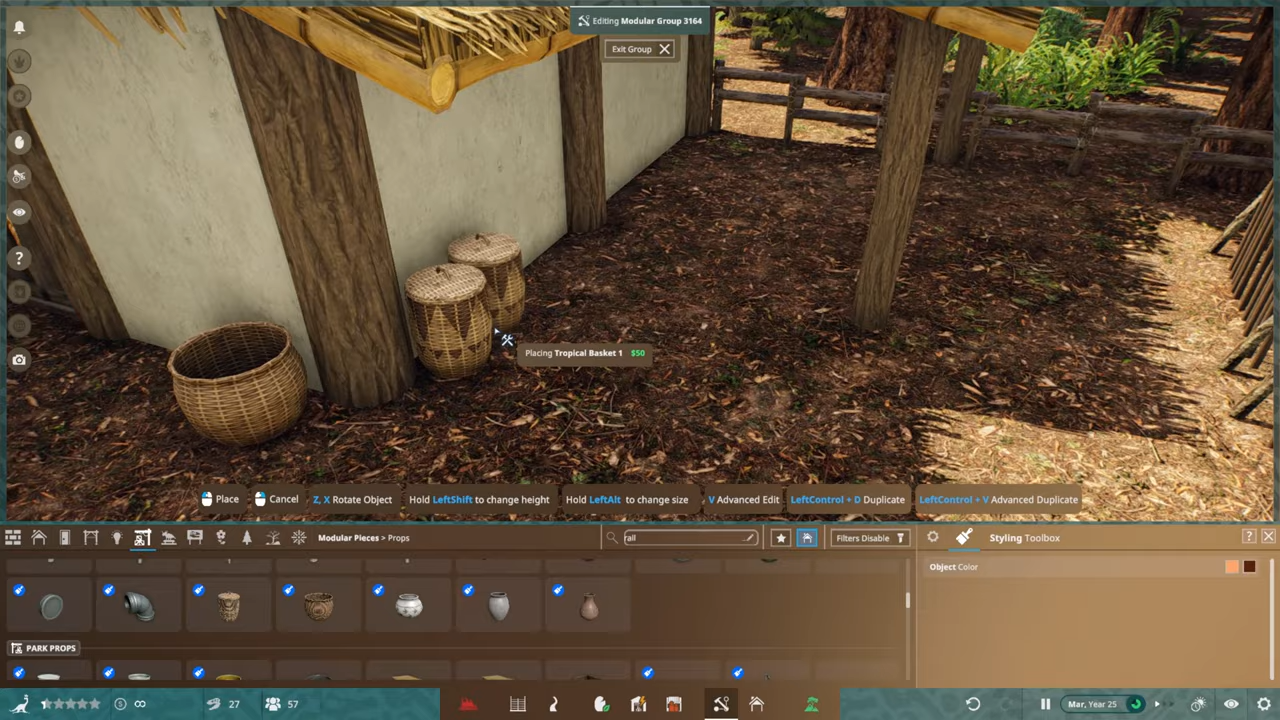 Editing Modular Group 3164
Exit Group
Placing Tropical Basket 1 $50
Place
Cancel
Z, X Rotate Object
Hold LeftShift to change height
Hold LeftAlt to change size
V Advanced Edit
LeftControl + D Duplicate
LeftControl + V Advanced Duplicate
Modular Pieces > Props
rail
Filters Disable
Styling Toolbox
?
Object Color
PARK PROPS
27
57
Mar, Year 25